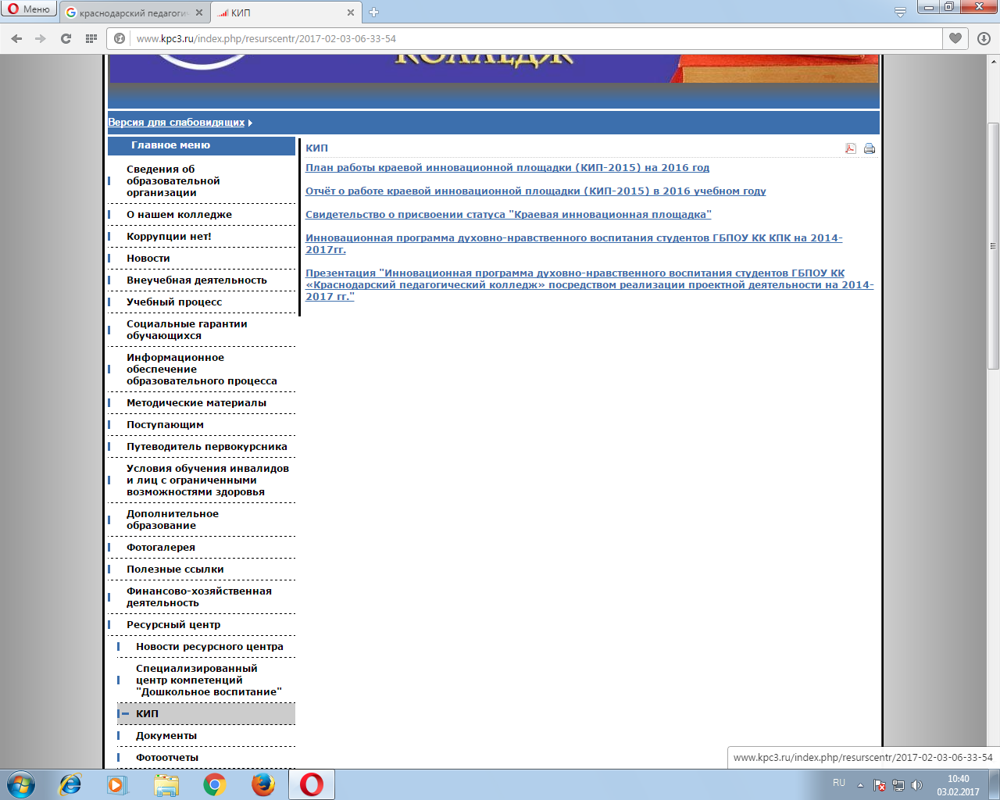 Меню
краснодарский педагогич
КИП
www.kpc3.ru/index.php/resurscentr/2017-02-03-06-33-54
КОЛЛЕДЖ
Версия для слабовидящих
Главное меню
Сведения об
образовательной
организации
О нашем колледже
Коррупции нет!
Новости
Внеучебная деятельность
Учебный процесс
Социальные гарантии
обучающихся
Информационное
обеспечение
образовательного процесса
Методические материалы
Поступающим
Путеводитель первокурсника
Условия обучения инвалидов
и лиц с ограниченными
возможностями здоровья
Дополнительное
образование
Фотогалерея
Полезные ссылки
Финансово-хозяйственная
деятельность
Ресурсный центр
Новости ресурсного центра
Специализированный
центр компетенций
"Дошкольное воспитание"
КИП
Документы
Фотоотчеты
КИП
План работы краевой инновационной площадки (КИП-2015) на 2016 год
Отчёт о работе краевой инновационной площадки (КИП-2015) в 2016 учебном году
Свидетельство о присвоении статуса "Краевая инновационная площадка"
Инновационная программа духовно-нравственного воспитания студентов ГБПОУ КК КПК на 2014-
2017гг.
Презентация "Инновационная программа духовно-нравственного воспитания студентов ГБПОУ КК
«Краснодарский педагогический колледж» посредством реализации проектной деятельности на 2014-
2017 гг."
www.kpc3.ru/index.php/resurscentr/2017-02-03-06-33-54
RU
10:40
03.02.2017